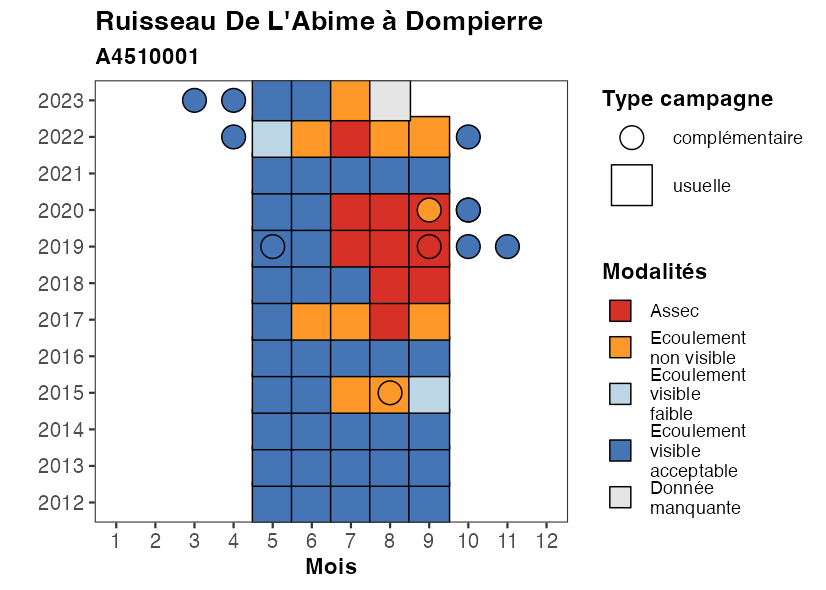 Ruisseau De L'Abime à Dompierre
A4510001
2023
2022
2021
2020
2019
2018
2017
2016
2015
2014
2013
2012
1 2 3 4 5 6 7 8 9 10 11 12
Mois
Type campagne
complémentaire
usuelle
Modalités
Assec
Ecoulement
non visible
Ecoulement
visible
faible
Ecoulement
visible
acceptable
Donnée
manquante